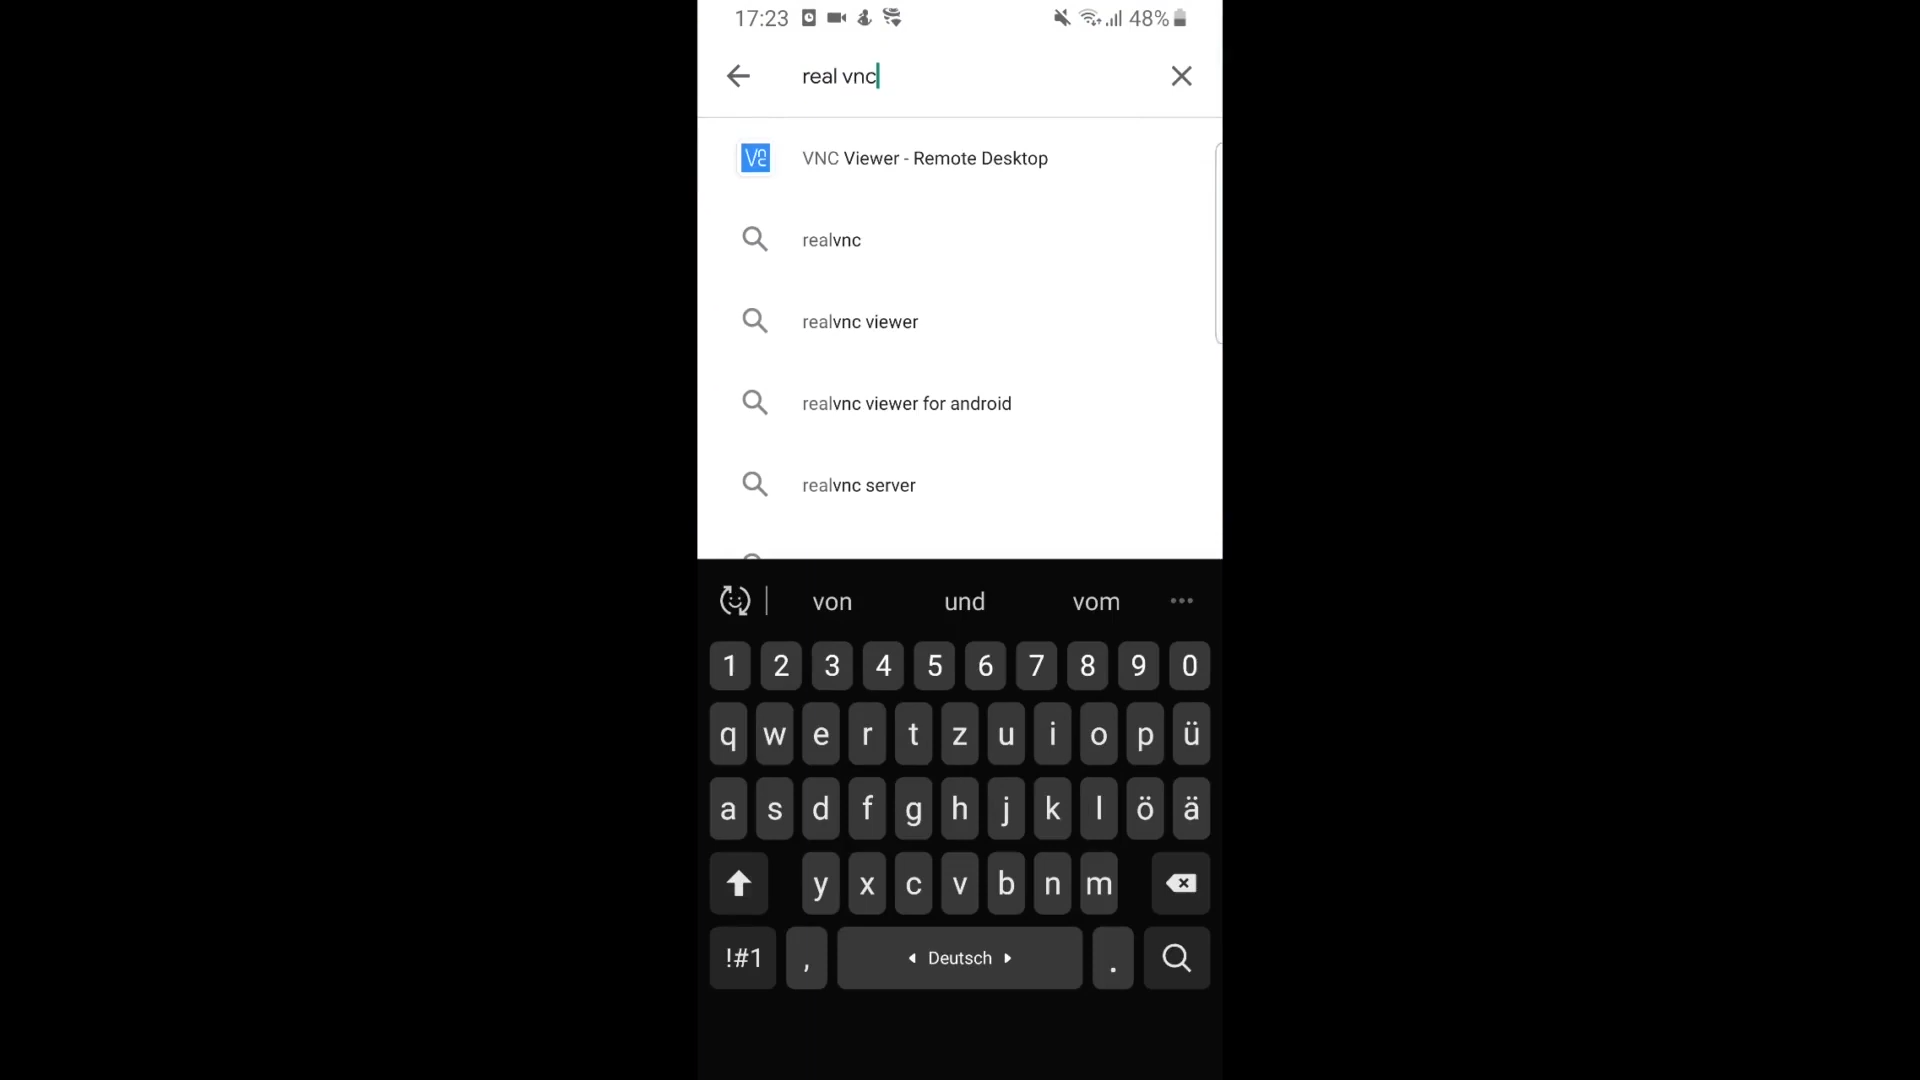 17:23 48%
real vnc
VNC Viewer - Remote Desktop
realvnc
realvnc viewer
realvnc viewer for android
realvnc server
von und vom ...
1 2 3 4 5 6 7 8 9 0
q w e r t z u i o p ü
a s d f g h j k l ö ä
y x c v b n m
!#1 , Deutsch .